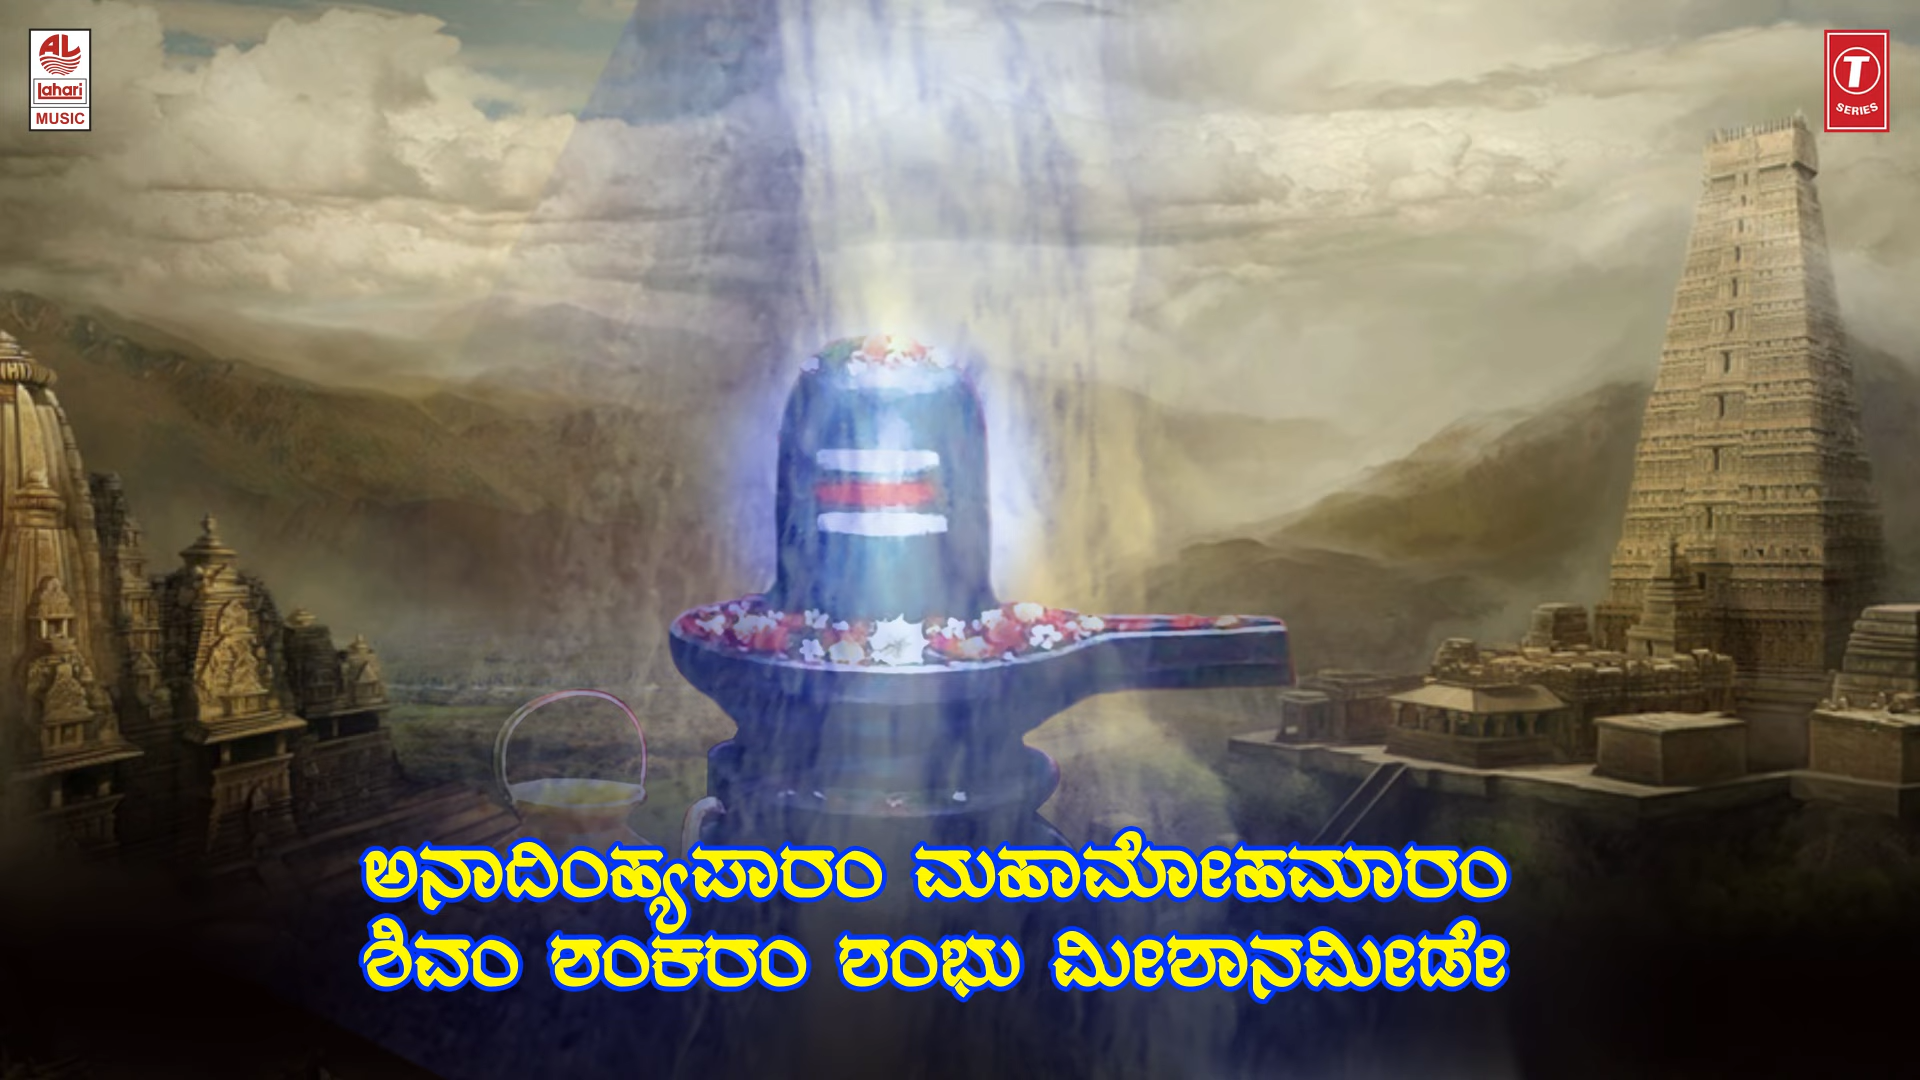 AL
Lahari
MUSIC
T
SERIES
ಅನಾದಿಂಹ್ಯಪಾರಂ ಮಹಾಮೋಹಮಾರಂ
ಶಿವಂ ಶಂಕರಂ ಶಂಭು ಮೀಶಾನಮೀಡೇ